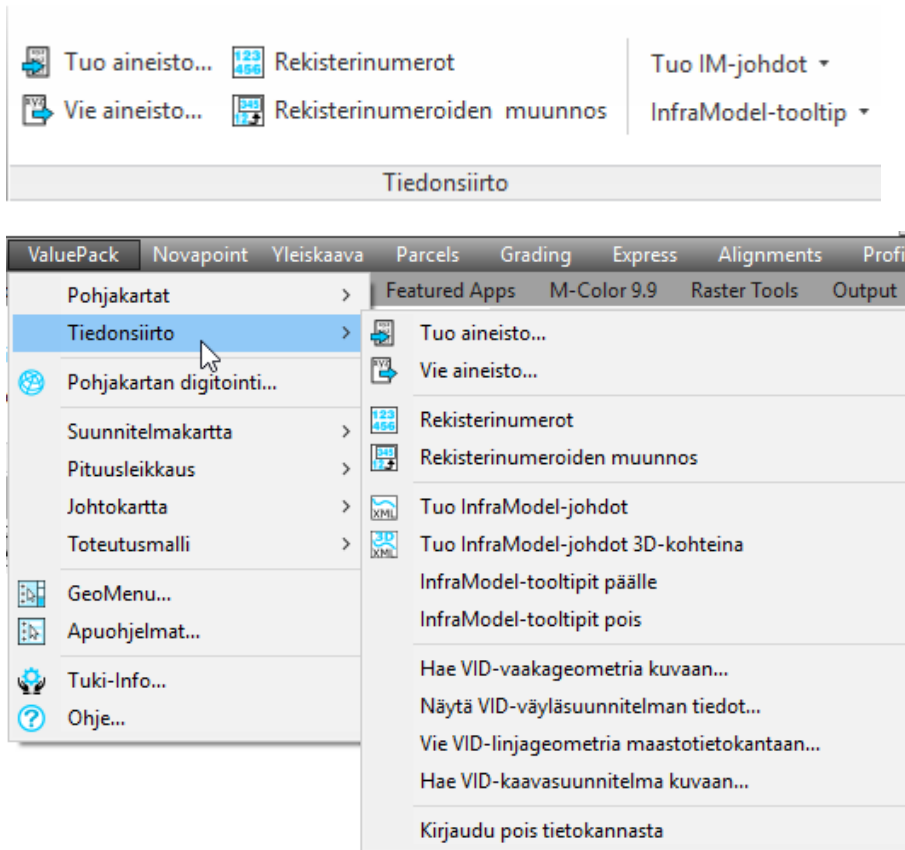 Tuo aineisto... Rekisterinumerot Tuo IM-johdot
Vie aineisto... Rekisterinumeroiden muunnos InfraModel-tooltip
Tiedonsiirto
ValuePack Novapoint Yleiskaava Parcels Grading Express Alignments Profi
Featured Apps M-Color 9.9 Raster Tools Output
Pohjakartat
Tiedonsiirto
Pohjakartan digitointi...
Suunnitelmakartta
Pituusleikkaus
Johtokartta
Toteutusmalli
GeoMenu...
Apuohjelmat...
Tuki-Info...
Ohje...
Tuo aineisto...
Vie aineisto...
Rekisterinumerot
Rekisterinumeroiden muunnos
Tuo InfraModel-johdot
Tuo InfraModel-johdot 3D-kohteina
InfraModel-tooltipit päälle
InfraModel-tooltipit pois
Hae VID-vaakageometria kuvaan...
Näytä VID-väyläsuunnitelman tiedot...
Vie VID-linjageometria maastotietokantaan...
Hae VID-kaavasuunnitelma kuvaan...
Kirjaudu pois tietokannasta